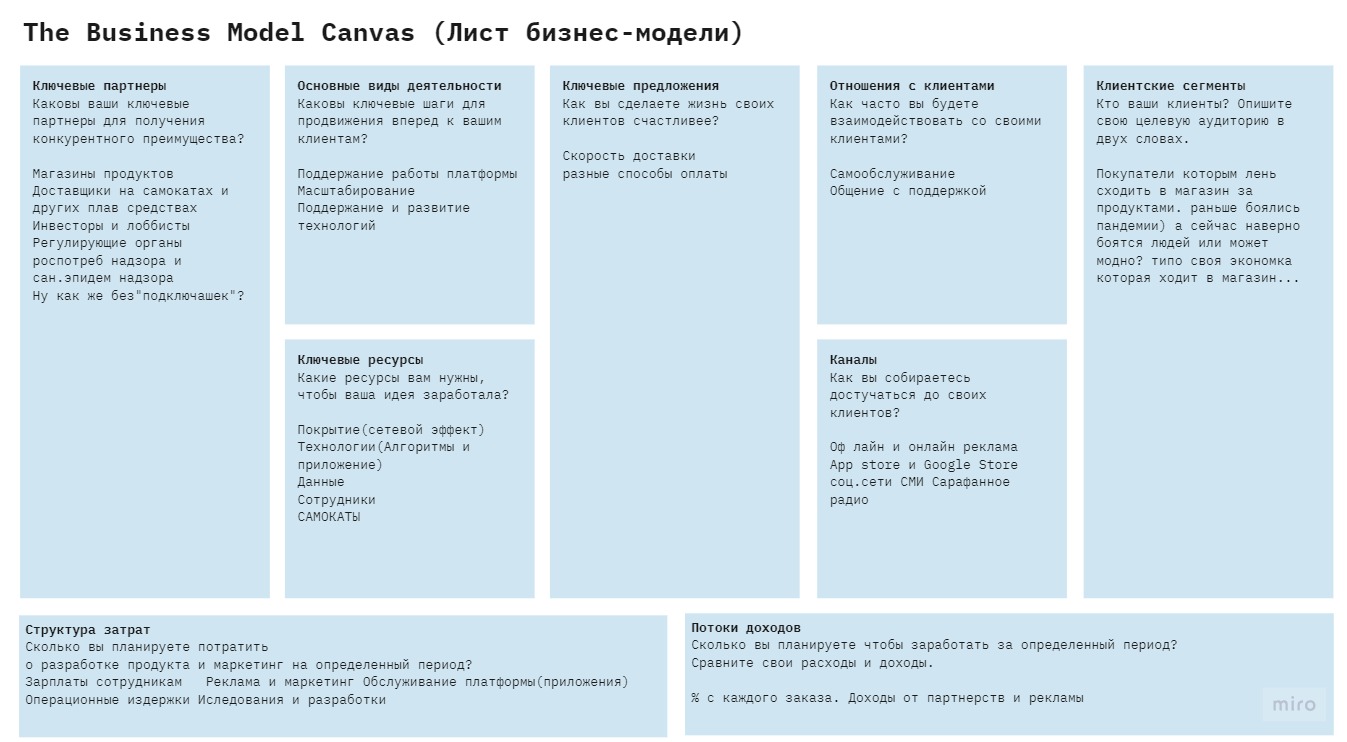 The Business Model Canvas (Лист бизнес-модели)
Ключевые партнеры
Каковы ваши ключевые
партнеры для получения
конкурентного преимущества?
Магазины продуктов
Доставщики на самокатах и
других плав средствах
Инвесторы и лоббисты
Регулирующие органы
роспотреб надзора и
сан.эпидем надзора
Ну как же без"подключашек"?
Основные виды деятельности
Каковы ключевые шаги для
продвижения вперед к вашим
клиентам?
Поддержание работы платформы
Масштабирование
Поддержание и развитие
технологий
Ключевые ресурсы
Какие ресурсы вам нужны,
чтобы ваша идея заработала?
Покрытие(сетевой эффект)
Технологии(Алгоритмы и
приложение)
Данные
Сотрудники
САМОКАТЫ
Ключевые предложения
Как вы сделаете жизнь своих
клиентов счастливее?
Скорость доставки
разные способы оплаты
Отношения с клиентами
Как часто вы будете
взаимодействовать со своими
клиентами?
Самообслуживание
Общение с поддержкой
Каналы
Как вы собираетесь
достучаться до своих
клиентов?
Оф лайн и онлайн реклама
App store и Google Store
соц.сети СМИ Сарафанное
радио
Клиентские сегменты
Кто ваши клиенты? Опишите
свою целевую аудиторию в
двух словах.
Покупатели которым лень
сходить в магазин за
продуктами. раньше боялись
пандемии) а сейчас наверно
боятся людей или может
модно? типо своя экономка
которая ходит в магазин...
Структура затрат
Сколько вы планируете потратить
о разработке продукта и маркетинг на определенный период?
Зарплаты сотрудникам   Реклама и маркетинг Обслуживание платформы(приложения)
Операционные издержки Иследования и разработки
Потоки доходов
Сколько вы планируете чтобы заработать за определенный период?
Сравните свои расходы и доходы.
% с каждого заказа. Доходы от партнерств и рекламы
miro